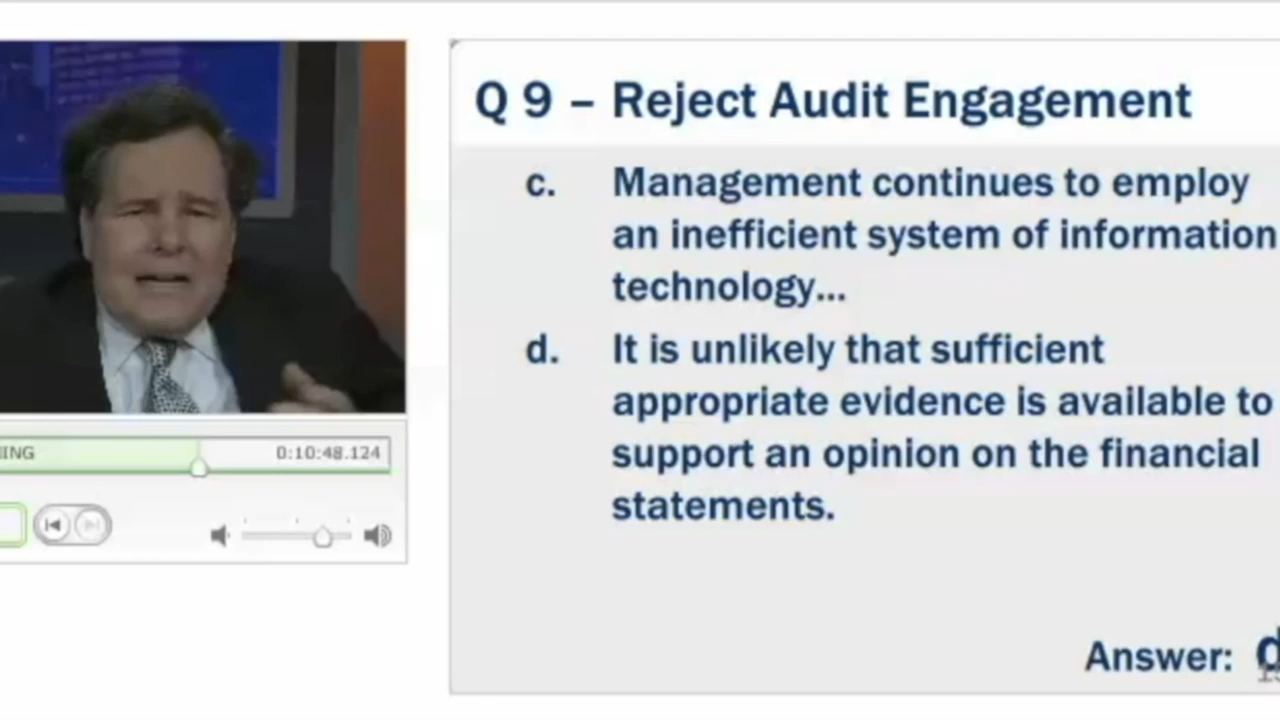 Q 9 – Reject Audit Engagement
c. Management continues to employ
an inefficient system of information
technology...
d. It is unlikely that sufficient
appropriate evidence is available to
support an opinion on the financial
statements.
Answer: d
ING 0:10:48.124